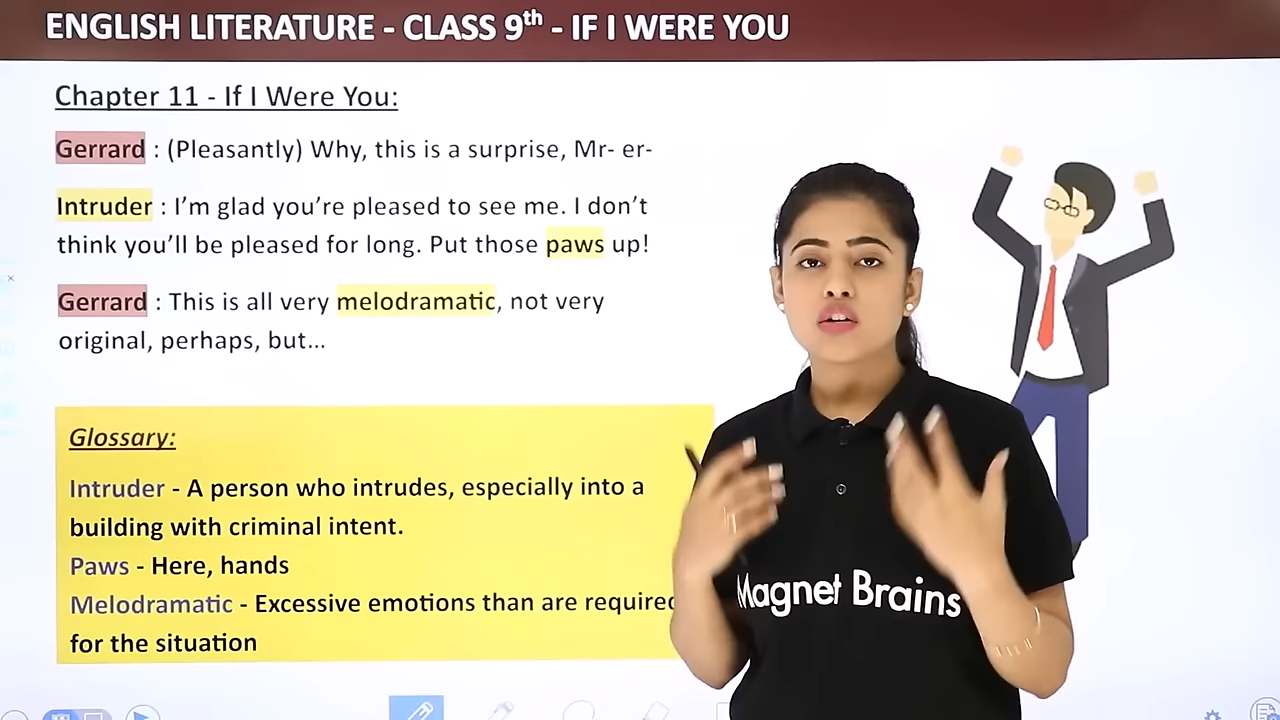 ENGLISH LITERATURE - CLASS 9th - IF I WERE YOU
Chapter 11 - If I Were You:
Gerrard : (Pleasantly) Why, this is a surprise, Mr- er-
Intruder : I'm glad you're pleased to see me. I don't
think you'll be pleased for long. Put those paws up!
Gerrard : This is all very melodramatic, not very
original, perhaps, but...
Glossary:
Intruder - A person who intrudes, especially into a
building with criminal intent.
Paws - Here, hands
Melodramatic - Excessive emotions than are required
for the situation
Magnet Brains